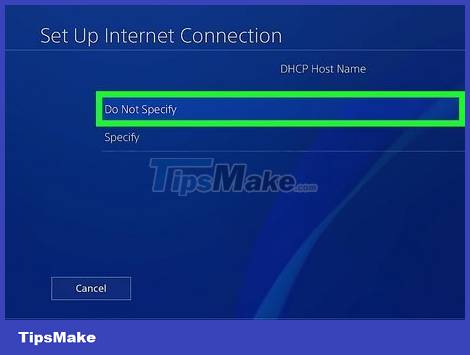 Set Up Internet Connection
DHCP Host Name
Do Not Specify
Specify
TipsMake.com
Cancel
TipsMake